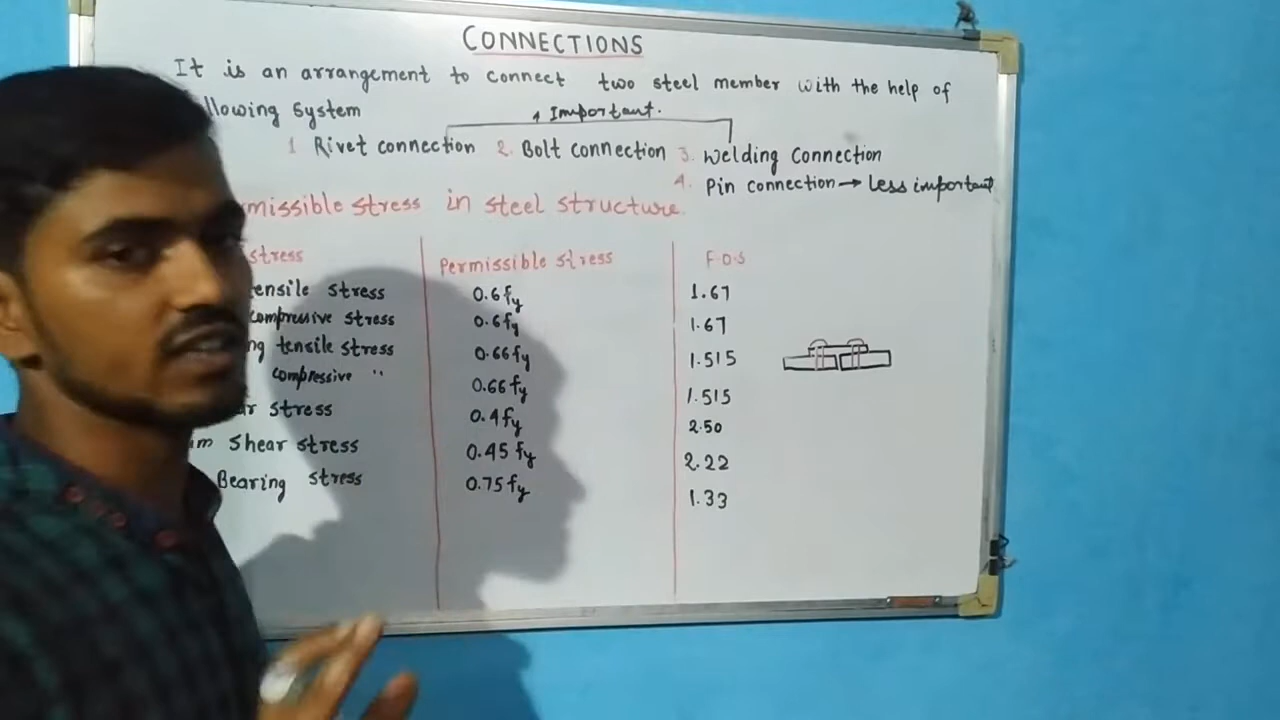 CONNECTIONS
It is an arrangement to connect two steel member with the help of
llowing system
Important.
1 Rivet connection 2. Bolt connection 3. Welding connection
4. Pin connection → less important
missible stress in steel structure.
stress Permissible stress F.O.S
tensile stress 0.6fy 1.67
compressive stress 0.6fy 1.67
ng tensile stress 0.66fy 1.515
compressive " 0.66fy 1.515
ar stress 0.4fy 2.50
um shear stress 0.45fy 2.22
Bearing stress 0.75fy 1.33